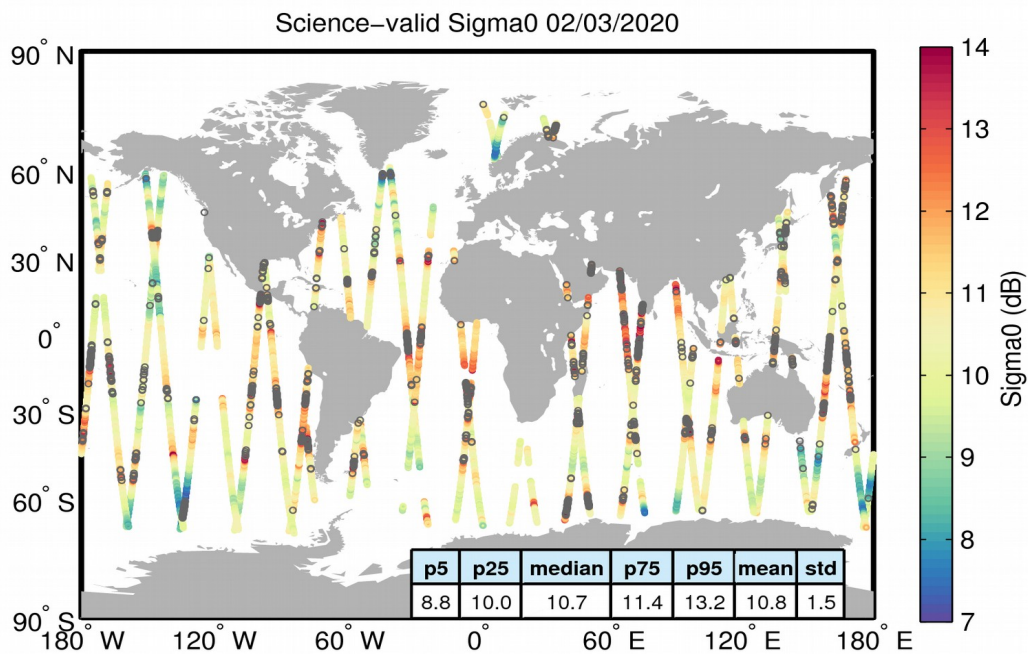 Science−valid Sigma0 02/03/2020
90° N
60° N
30° N
0°
30° S
60° S
90° S
180° W
120° W
60° W
0°
60° E
120° E
180° E
14
13
12
11
10
9
8
7
Sigma0 (dB)
p5 p25 median p75 p95 mean std
8.8 10.0 10.7 11.4 13.2 10.8 1.5